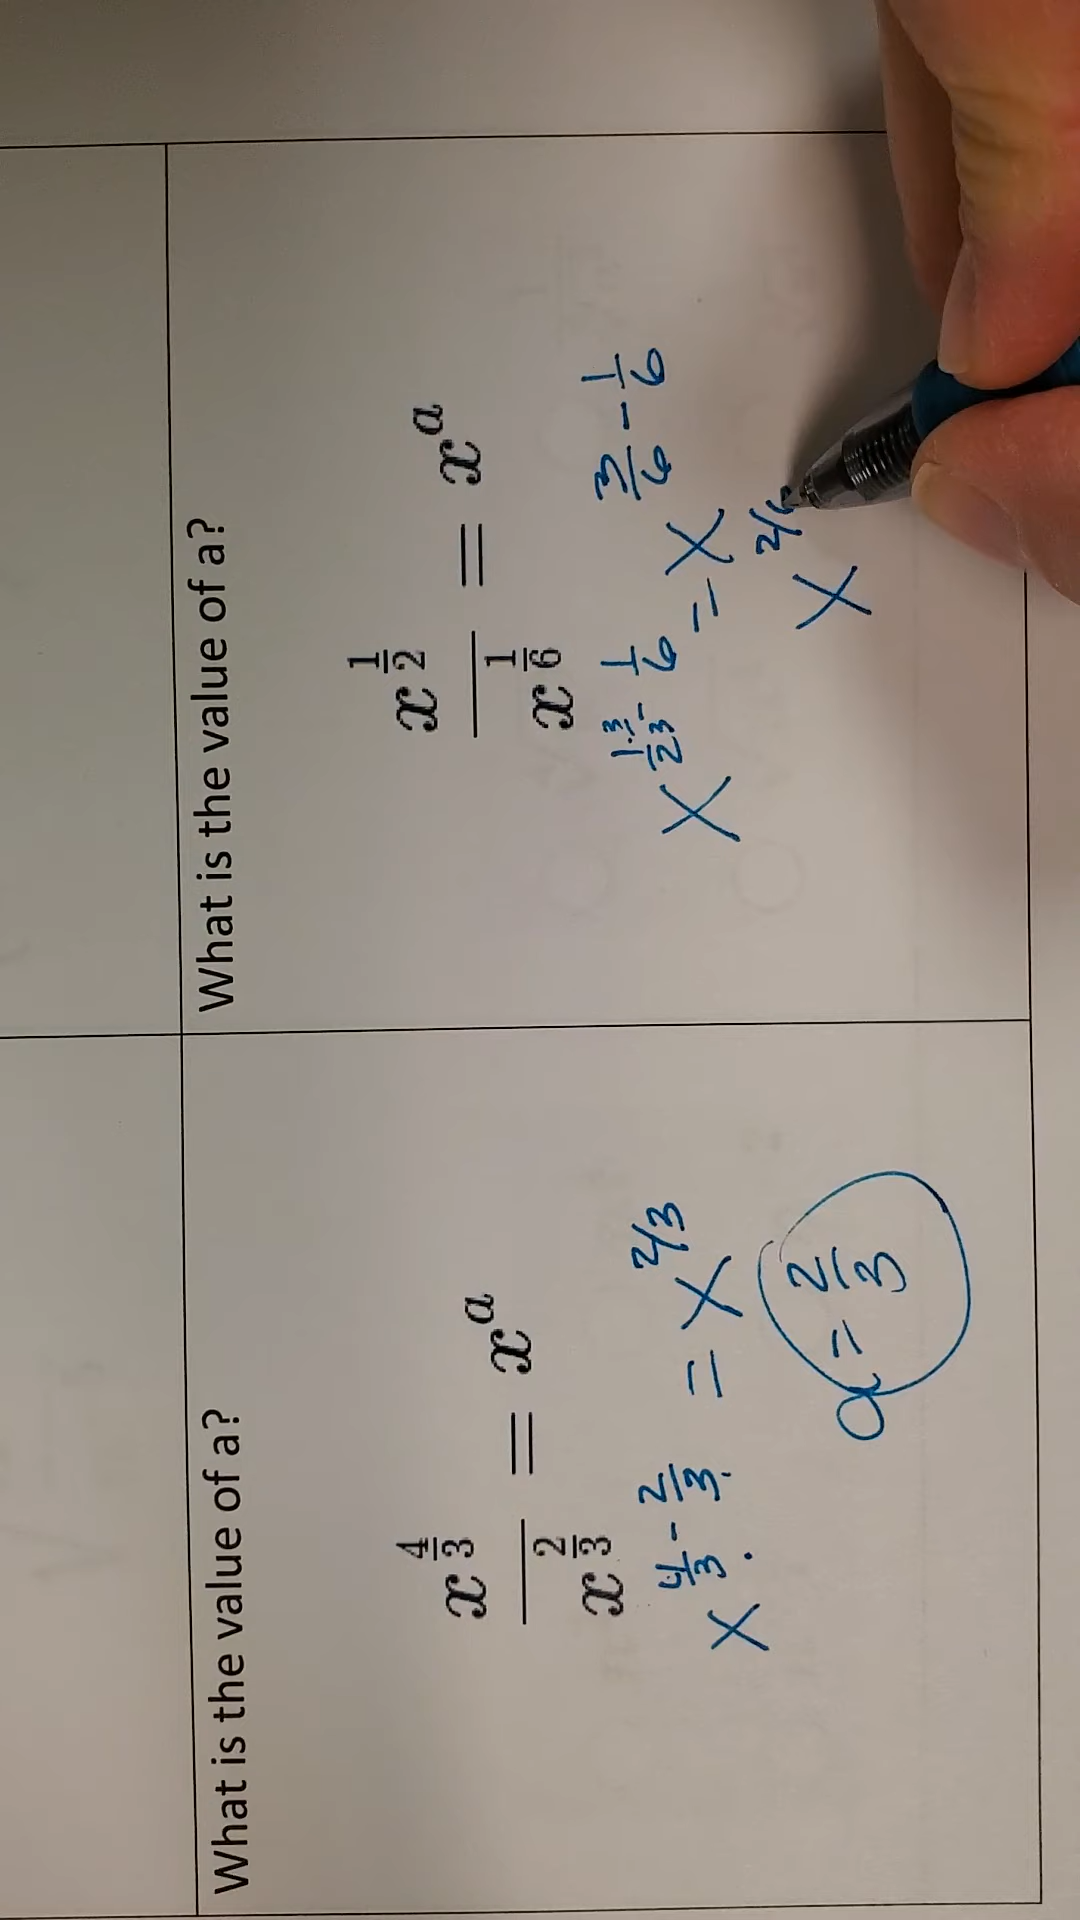 What is the value of a?
x^(4/3) / x^(2/3) = x^a
x^(4/3 - 2/3) = x^(2/3)
a = 2/3
What is the value of a?
x^(1/2) / x^(1/6) = x^a
x^(1·3/2·3 - 1/6) = x^(3/6 - 1/6)
x^(2/6)